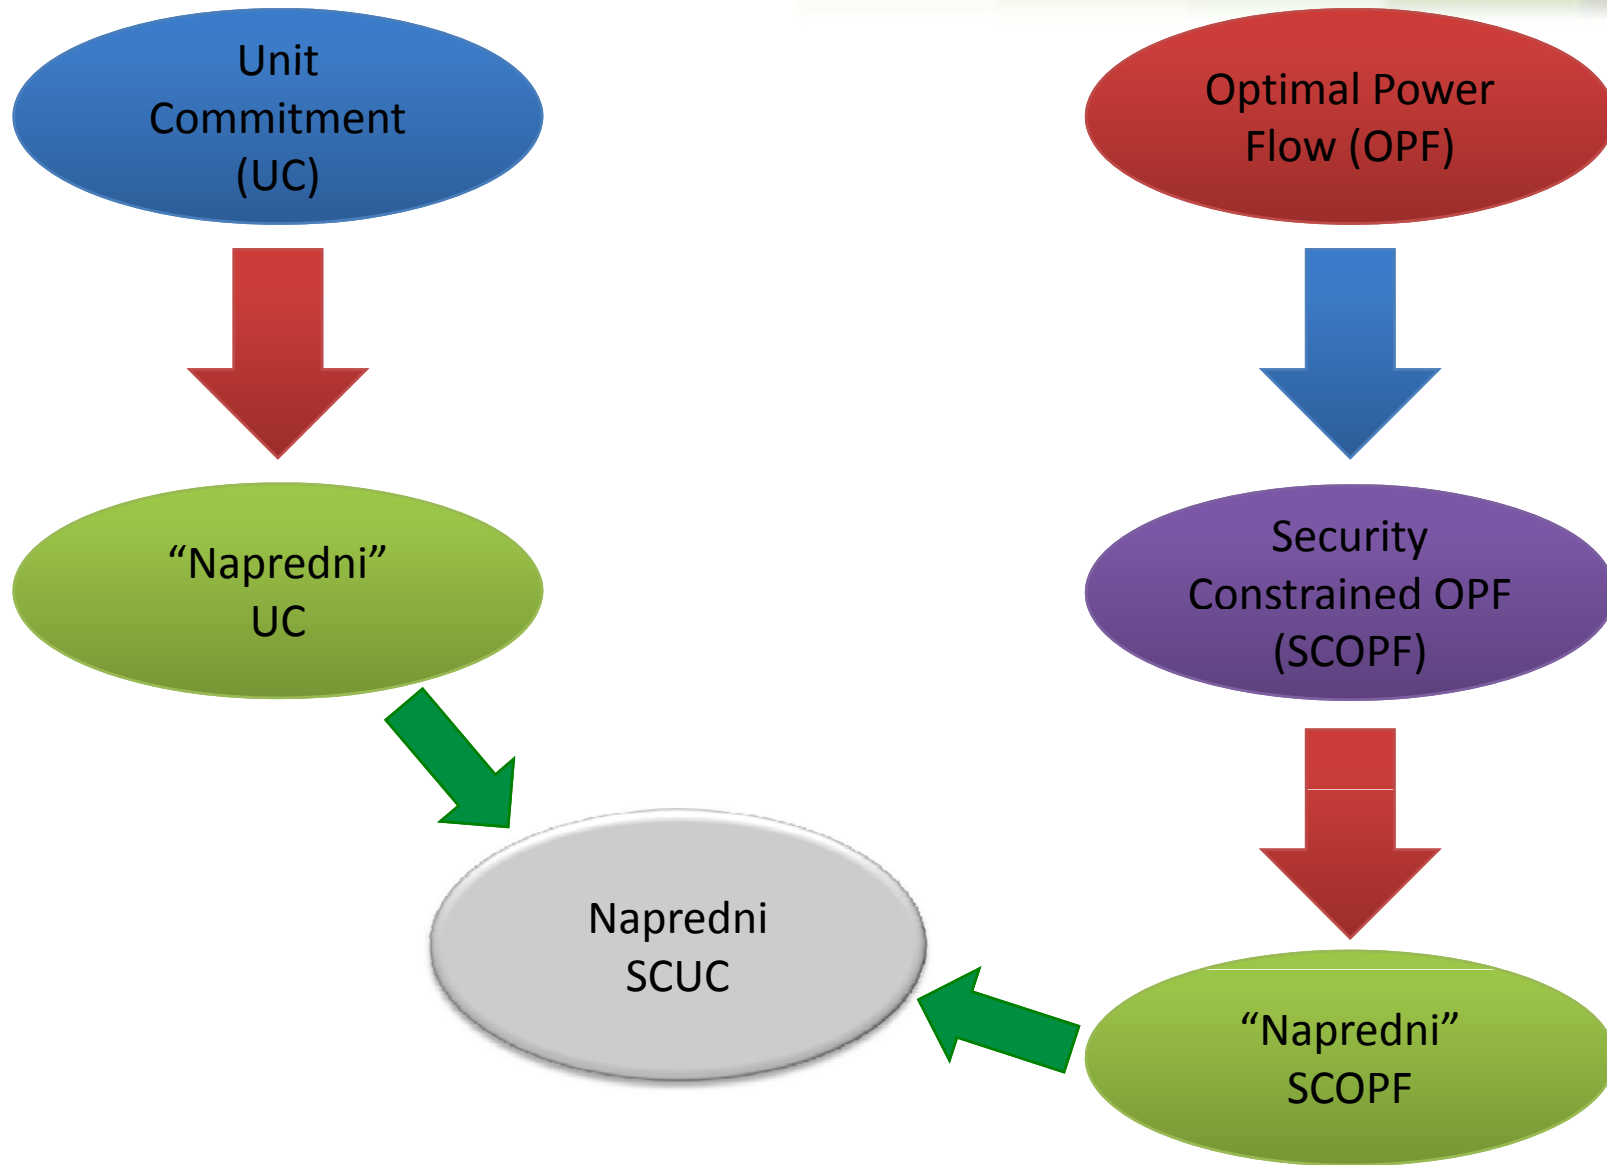 Unit
Commitment
(UC)
Optimal Power
Flow (OPF)
“Napredni”
UC
Security
Constrained OPF
(SCOPF)
Napredni
SCUC
“Napredni”
SCOPF